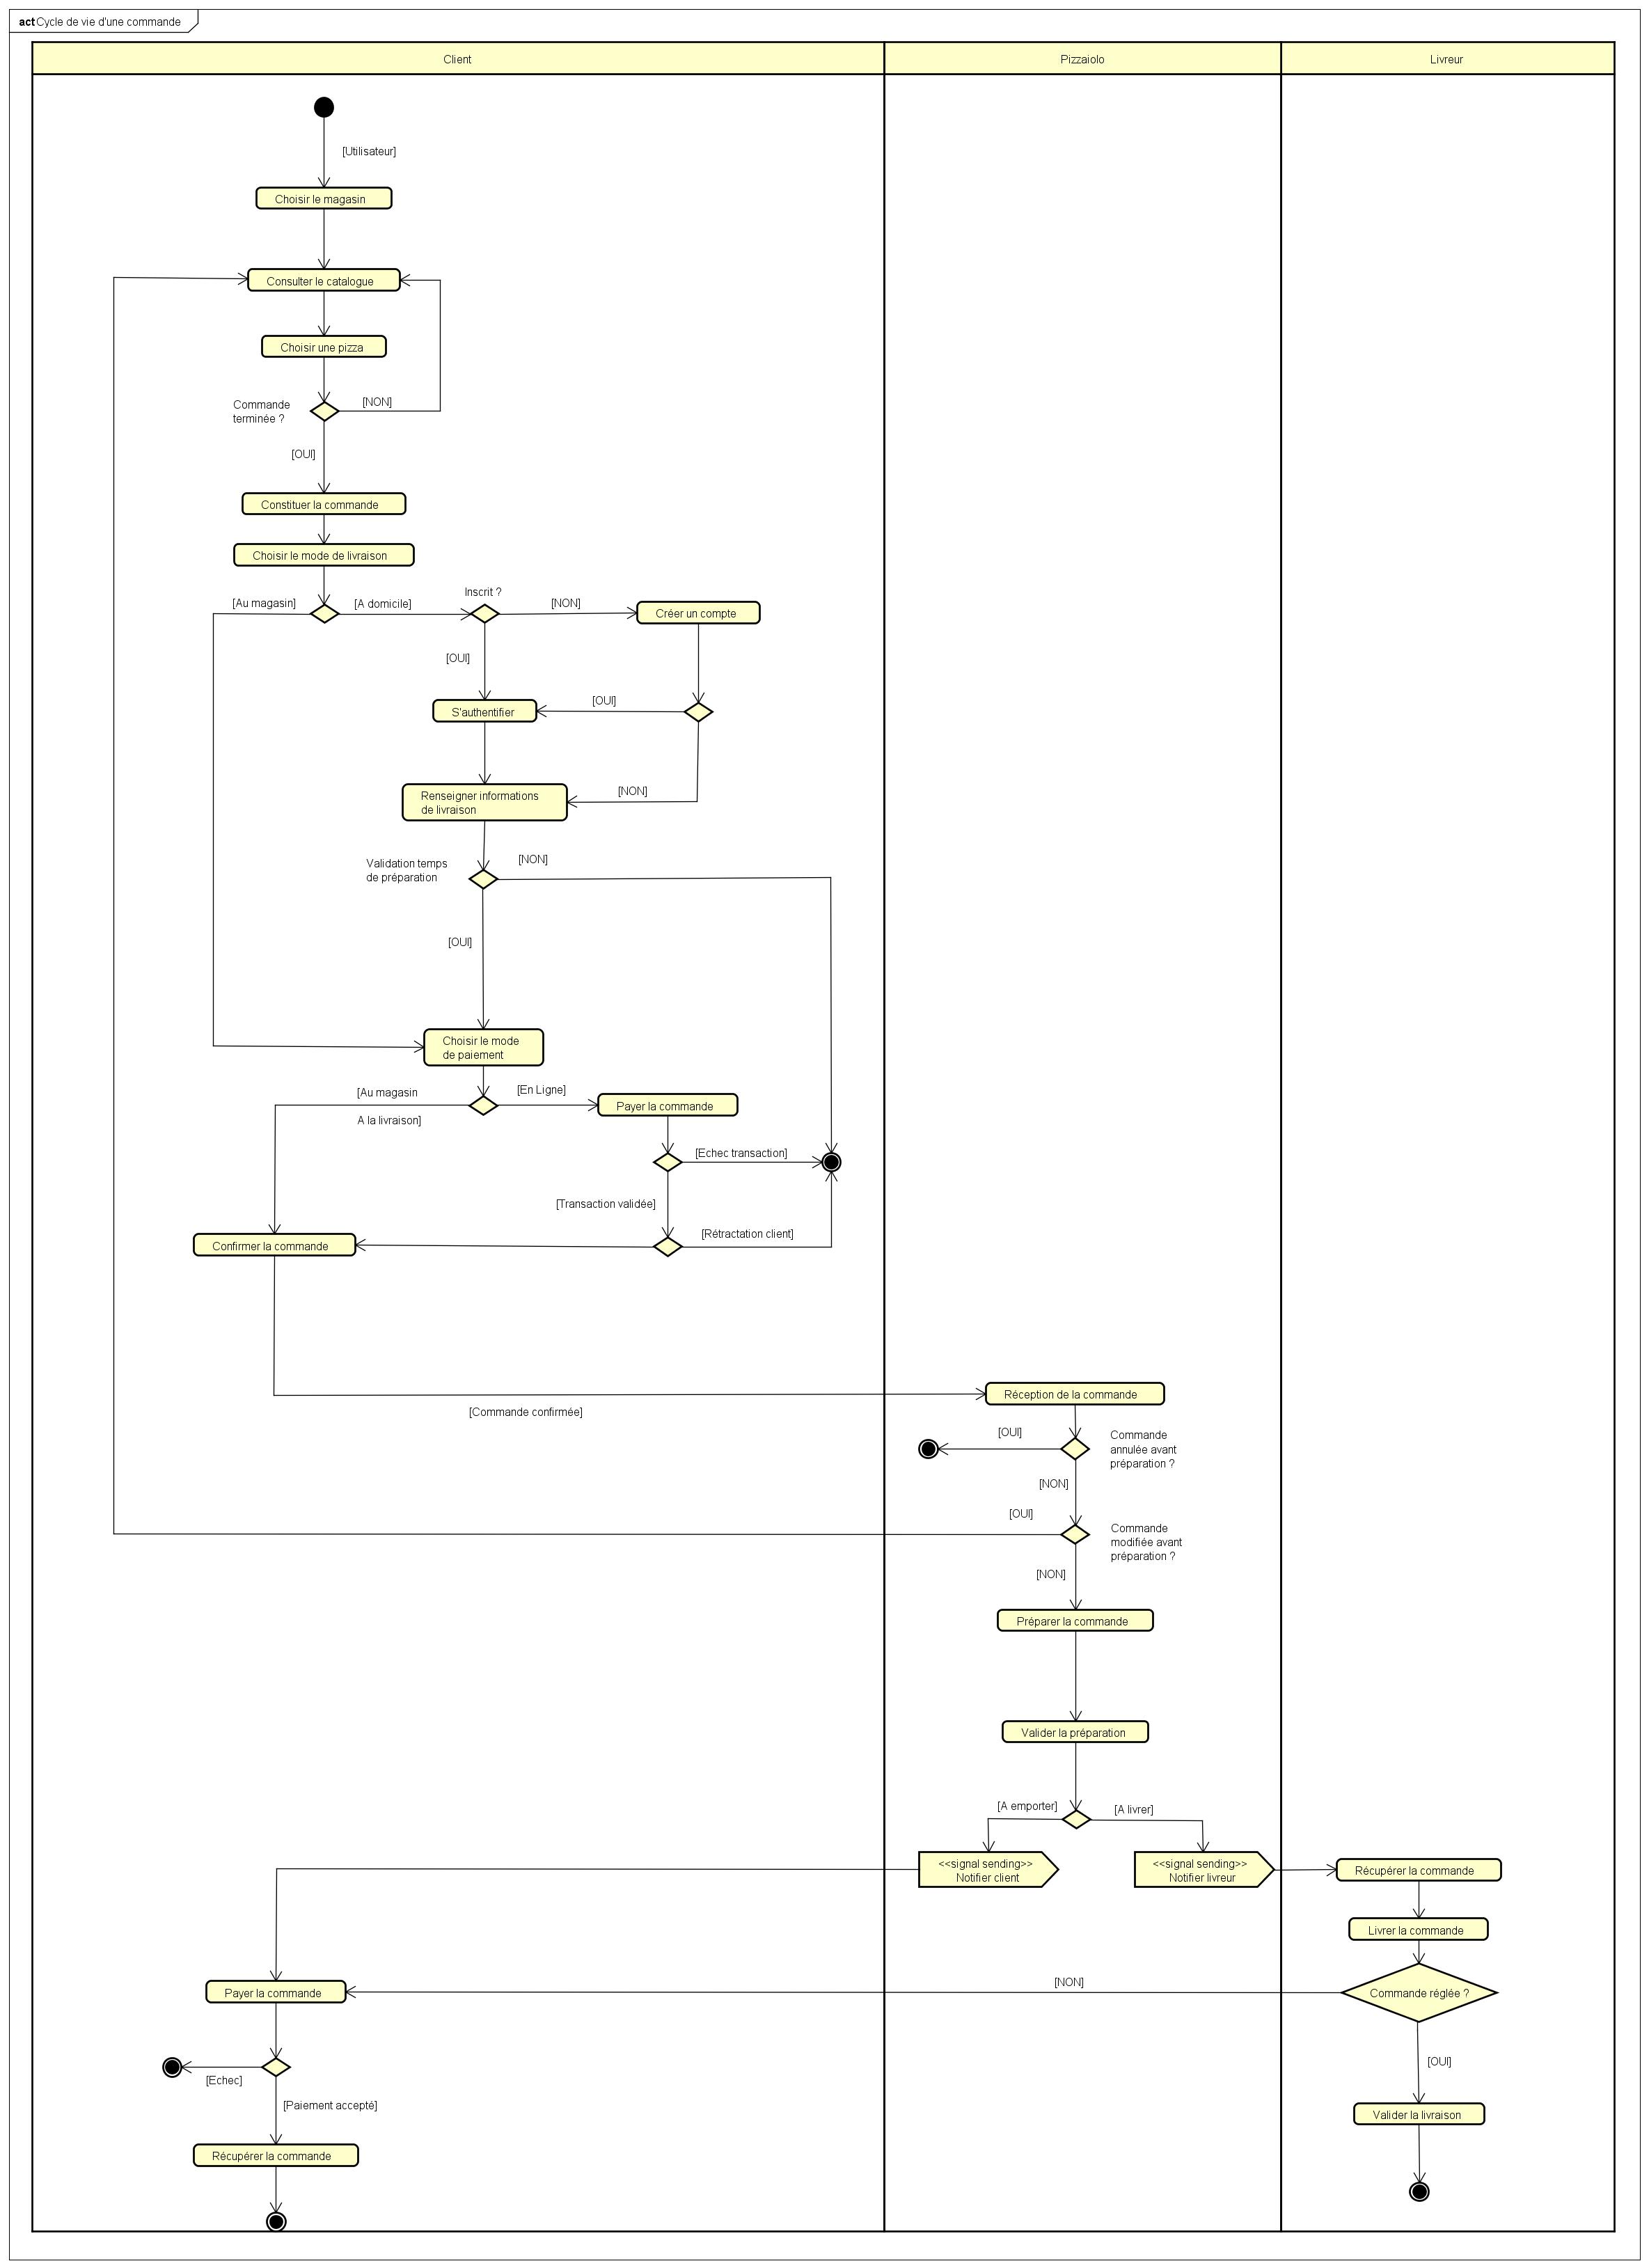 act Cycle de vie d'une commande
Client
Pizzaiolo
Livreur
[Utilisateur]
Choisir le magasin
Consulter le catalogue
Choisir une pizza
Commande
terminée ?
[NON]
[OUI]
Constituer la commande
Choisir le mode de livraison
[Au magasin]
[A domicile]
Inscrit ?
[NON]
Créer un compte
[OUI]
S'authentifier
[OUI]
Renseigner informations
de livraison
[NON]
Validation temps
de préparation
[NON]
[OUI]
Choisir le mode
de paiement
[Au magasin
A la livraison]
[En Ligne]
Payer la commande
[Echec transaction]
[Transaction validée]
[Rétractation client]
Confirmer la commande
[Commande confirmée]
Réception de la commande
[OUI]
Commande
annulée avant
préparation ?
[NON]
[OUI]
Commande
modifiée avant
préparation ?
[NON]
Préparer la commande
Valider la préparation
[A emporter]
[A livrer]
<<signal sending>>
Notifier client
<<signal sending>>
Notifier livreur
Récupérer la commande
Livrer la commande
[NON]
Commande réglée ?
Payer la commande
[OUI]
[Echec]
[Paiement accepté]
Valider la livraison
Récupérer la commande